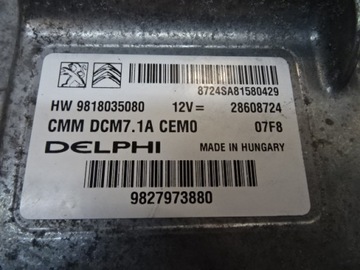 8724SA81580429
HW 9818035080 12V= 28608724
CMM DCM7.1A CEM0 07F8
DELPHI MADE IN HUNGARY
9827973880